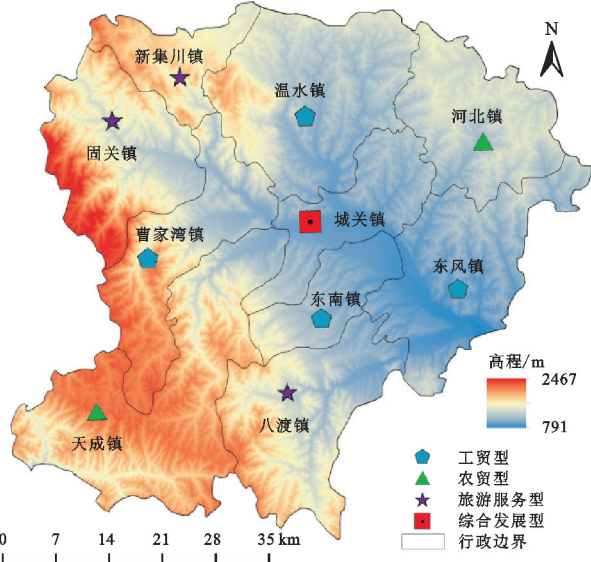 新集川镇
N
温水镇
河北镇
固关镇
城关镇
曹家湾镇
东风镇
东南镇
高程/m
2467
791
八渡镇
天成镇
工贸型
农贸型
旅游服务型
综合发展型
行政边界
0 7 14 21 28 35 km